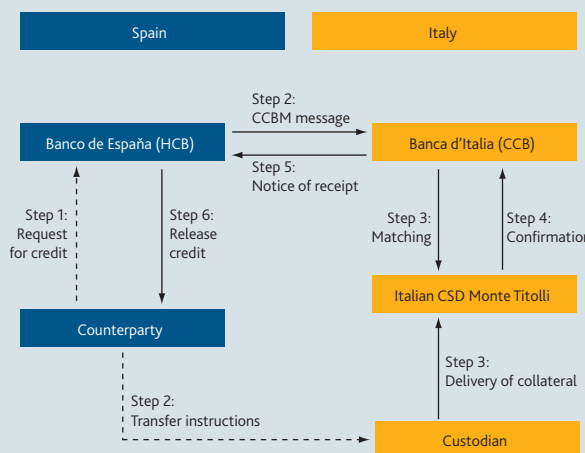 Spain
Italy
Step 2:
CCBM message
Banco de España (HCB)
Banca d'Italia (CCB)
Step 5:
Notice of receipt
Step 1:
Request
for credit
Step 6:
Release
credit
Step 3:
Matching
Step 4:
Confirmation
Italian CSD Monte Titolli
Counterparty
Step 3:
Delivery of collateral
Step 2:
Transfer instructions
Custodian